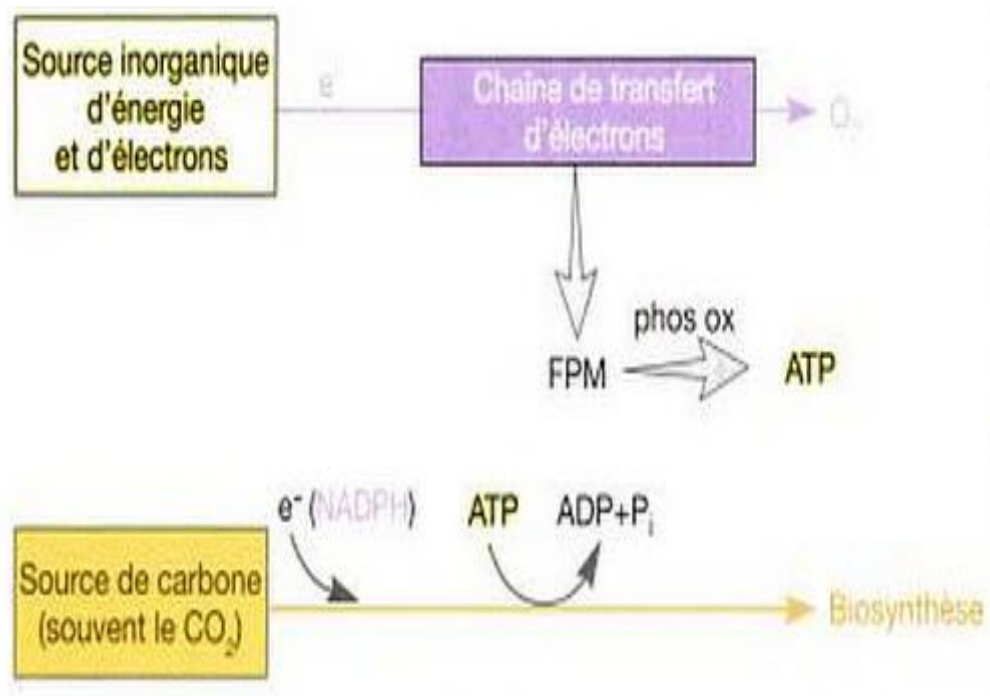 Source inorganique
d'énergie
et d'électrons
e
Chaîne de transfert
d'électrons
O₂
phos ox
FPM
ATP
e⁻ (NADPH)
ATP
ADP+Pᵢ
Source de carbone
(souvent le CO₂)
Biosynthèse